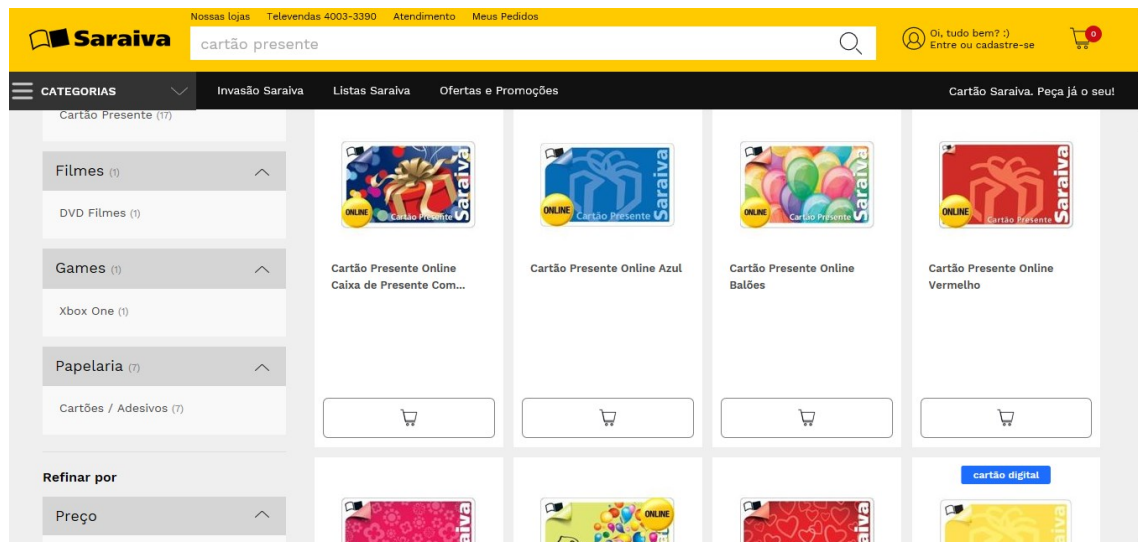 Nossas lojas Televendas 4003-3390 Atendimento Meus Pedidos
Saraiva
cartão presente
Oi, tudo bem? :)
Entre ou cadastre-se
0
CATEGORIAS
Invasão Saraiva Listas Saraiva Ofertas e Promoções Cartão Saraiva. Peça já o seu!
Cartão Presente (17)
Filmes (1)
DVD Filmes (1)
Games (1)
Xbox One (1)
Papelaria (7)
Cartões / Adesivos (7)
Refinar por
Preço
Saraiva
ONLINE
Cartão Presente
Cartão Presente Online
Caixa de Presente Com...
Saraiva
ONLINE
Cartão Presente
Cartão Presente Online Azul
Saraiva
ONLINE
Cartão Presente
Cartão Presente Online
Balões
Saraiva
ONLINE
Cartão Presente
Cartão Presente Online
Vermelho
aiva
ONLINE
aiva
cartão digital
aiva